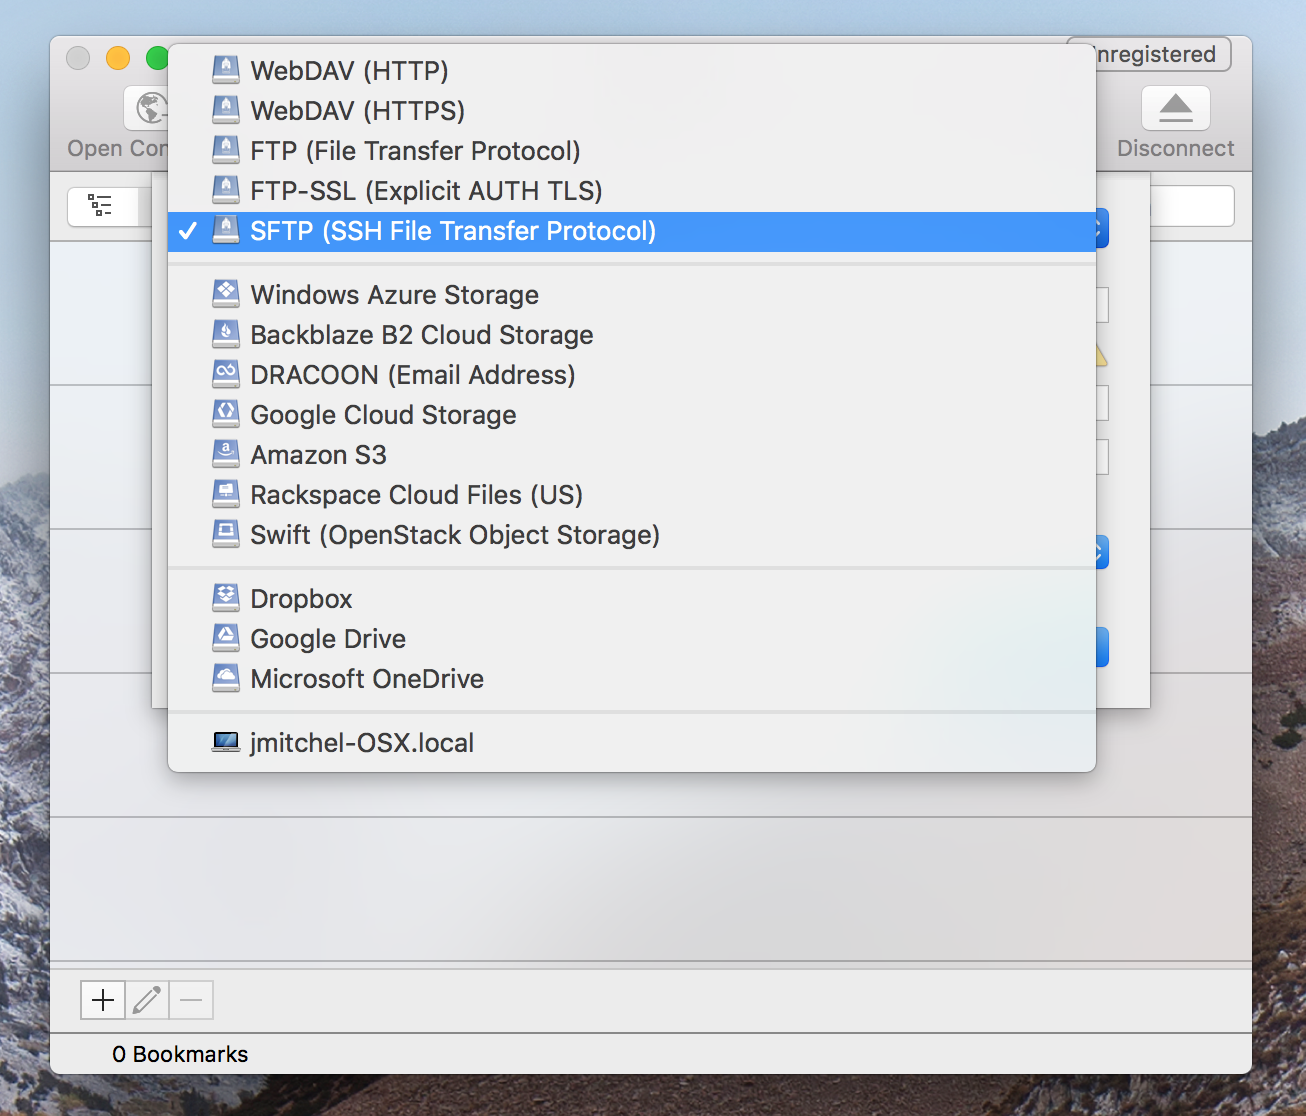 WebDAV (HTTP)
nregistered
WebDAV (HTTPS)
Open Con
FTP (File Transfer Protocol)
Disconnect
FTP-SSL (Explicit AUTH TLS)
SFTP (SSH File Transfer Protocol)
Windows Azure Storage
Backblaze B2 Cloud Storage
DRACOON (Email Address)
Google Cloud Storage
Amazon S3
Rackspace Cloud Files (US)
Swift (OpenStack Object Storage)
Dropbox
Google Drive
Microsoft OneDrive
jmitchel-OSX.local
0 Bookmarks